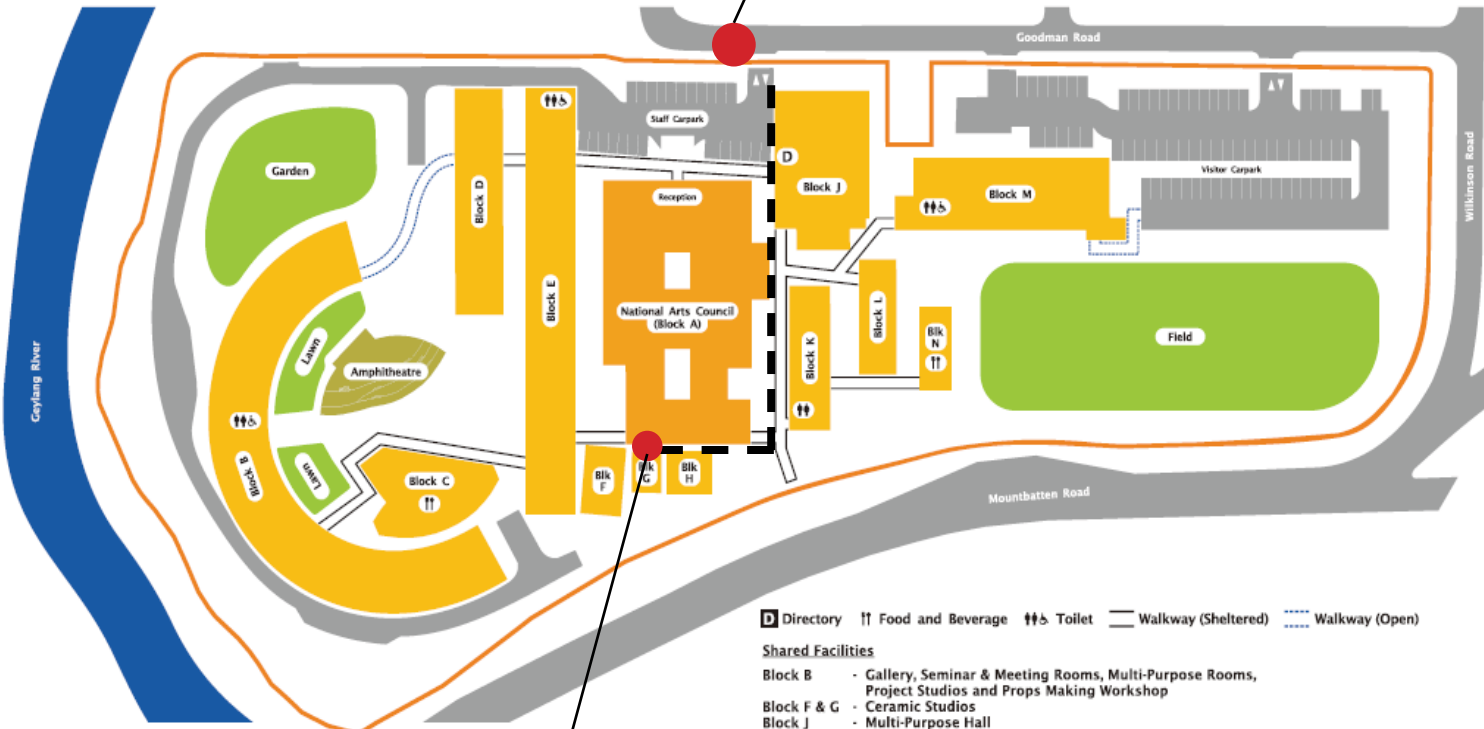 Goodman Road
Staff Carpark
Garden
D
Block J
Visitor Carpark
Wilkinson Road
Block D
Reception
Block M
Block E
National Arts Council
(Block A)
Block L
Blk
N
Field
Geylang River
Lawn
Amphitheatre
Block K
Block B
Lawn
Block C
Blk
F
Blk
G
Blk
H
Mountbatten Road
D Directory Food and Beverage Toilet Walkway (Sheltered) Walkway (Open)
Shared Facilities
Block B - Gallery, Seminar & Meeting Rooms, Multi-Purpose Rooms,
Project Studios and Props Making Workshop
Block F & G - Ceramic Studios
Block J - Multi-Purpose Hall